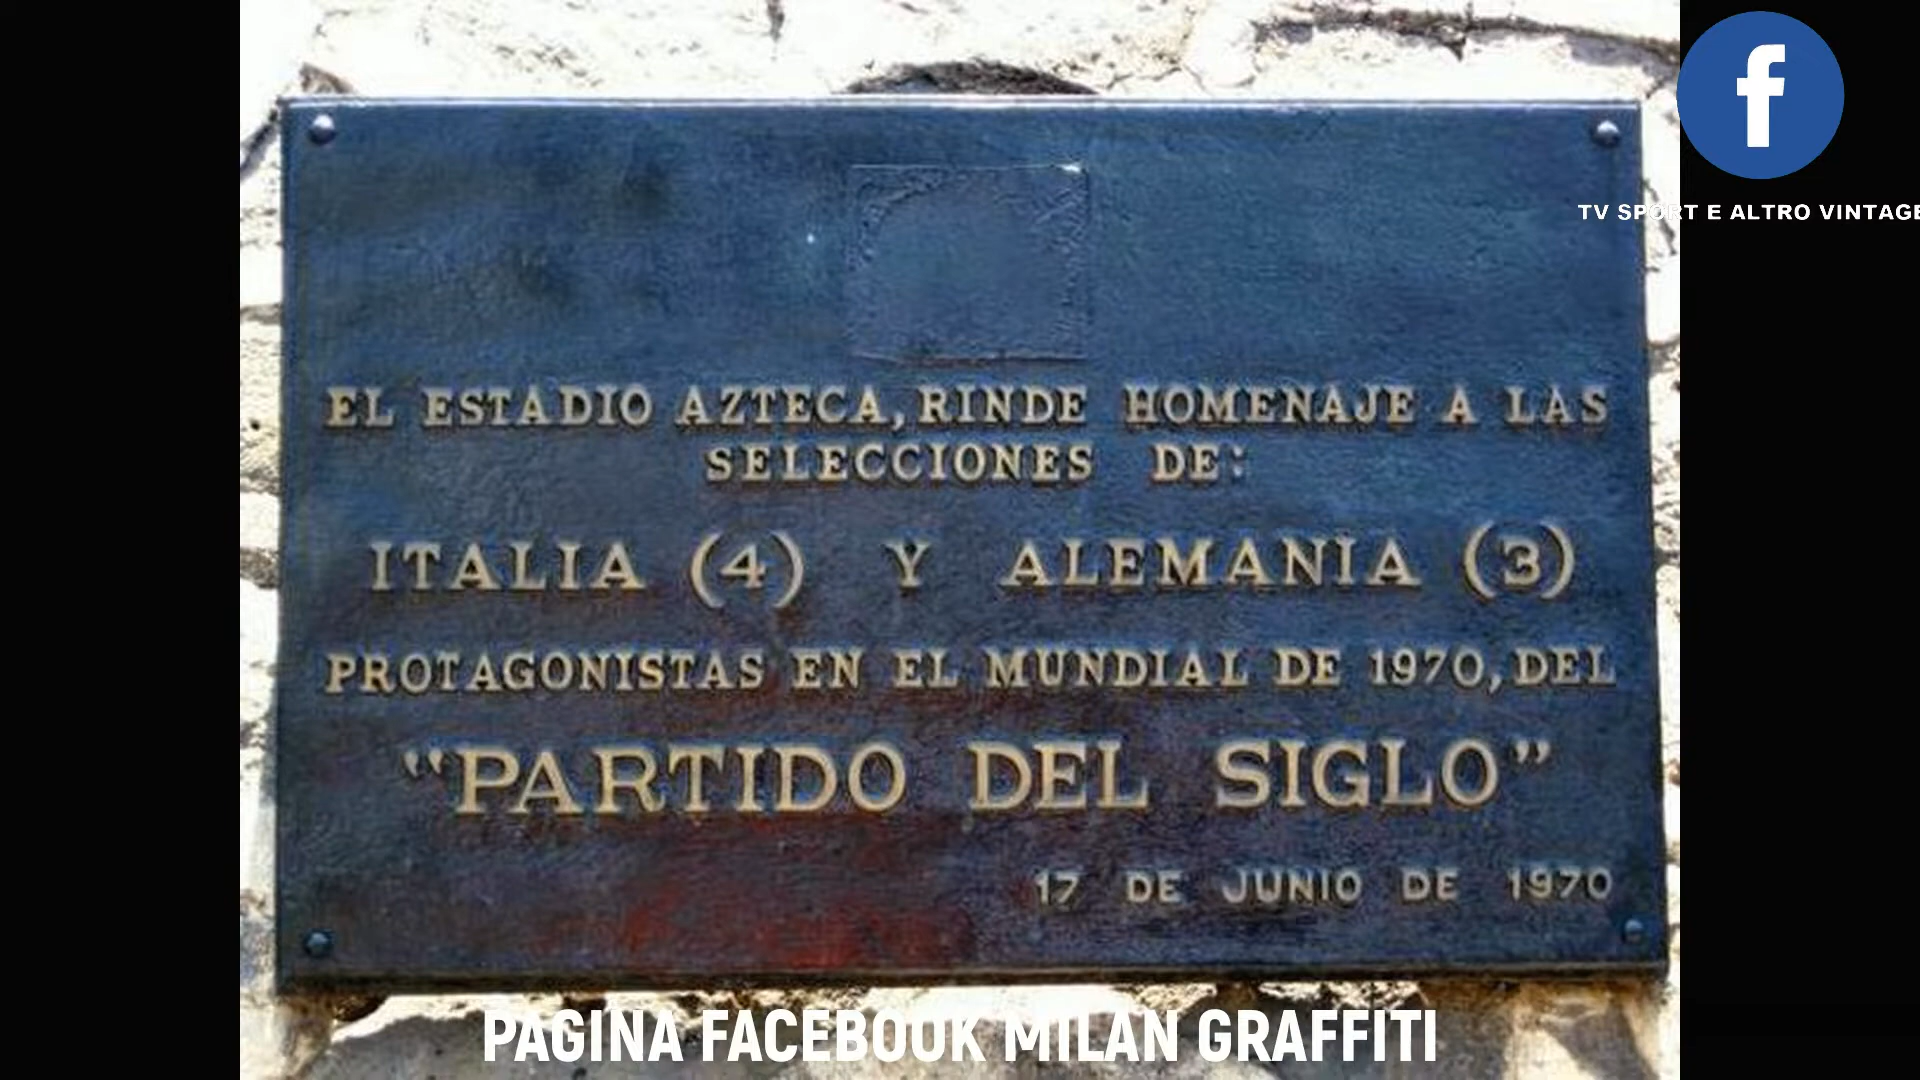 EL ESTADIO AZTECA, RINDE HOMENAJE A LAS
SELECCIONES DE:
ITALIA (4) Y ALEMANIA (3)
PROTAGONISTAS EN EL MUNDIAL DE 1970, DEL
"PARTIDO DEL SIGLO"
17 DE JUNIO DE 1970
f
TV SPORT E ALTRO VINTAGE
PAGINA FACEBOOK MILAN GRAFFITI